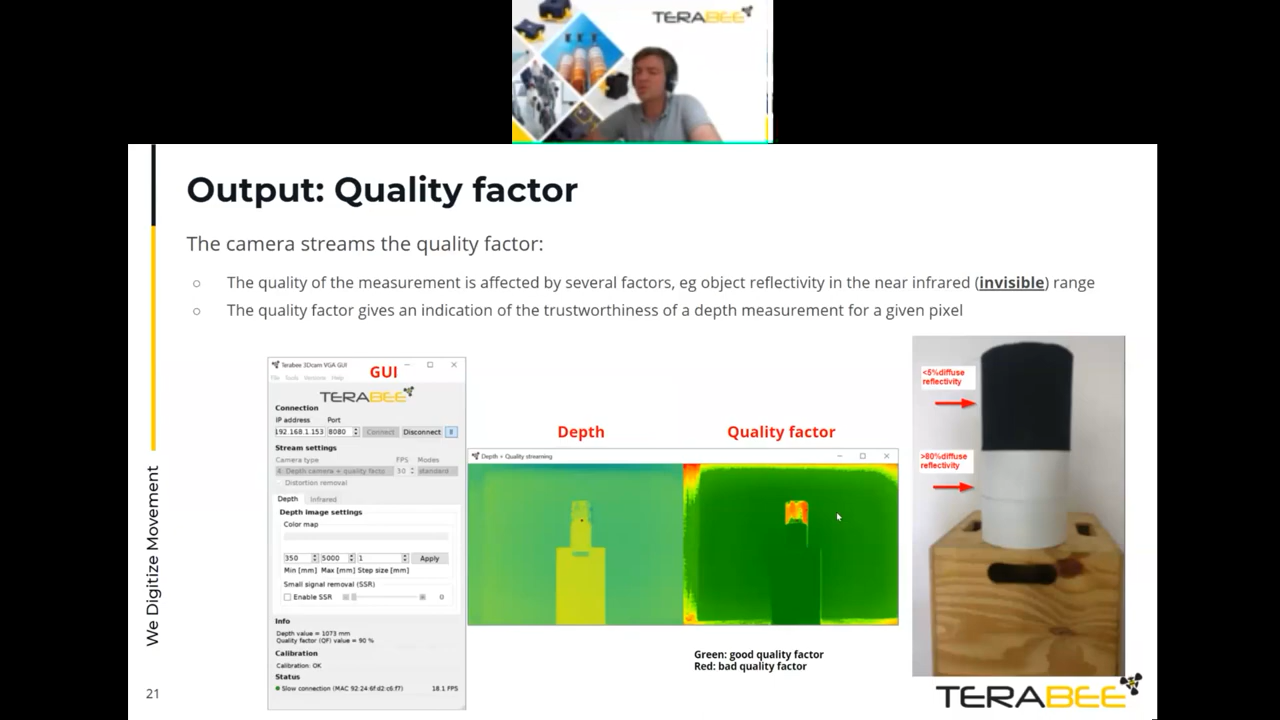 TERABEE
Output: Quality factor
The camera streams the quality factor:
○ The quality of the measurement is affected by several factors, eg object reflectivity in the near infrared (invisible) range
○ The quality factor gives an indication of the trustworthiness of a depth measurement for a given pixel
We Digitize Movement
21
Terabee 3Dcam VGA GUI
GUI
File Tools Versions Help
TERABEE
Connection
IP address Port
192.168.1.153 8080 Connect Disconnect
Stream settings
Camera type FPS Modes
4 Depth camera + quality facto 30 standard
Distortion removal
Depth Infrared
Depth image settings
Color map
350 5000 1 Apply
Min [mm] Max [mm] Step size [mm]
Small signal removal (SSR)
Enable SSR 0
Info
Depth value = 1073 mm
Quality factor (QF) value = 90 %
Calibration
Calibration: OK
Status
Slow connection (MAC 92:24:6f:d2:c6:f7) 18.1 FPS
Depth
Quality factor
Depth + Quality streaming
Green: good quality factor
Red: bad quality factor
<5%diffuse
reflectivity
>80%diffuse
reflectivity
TERABEE